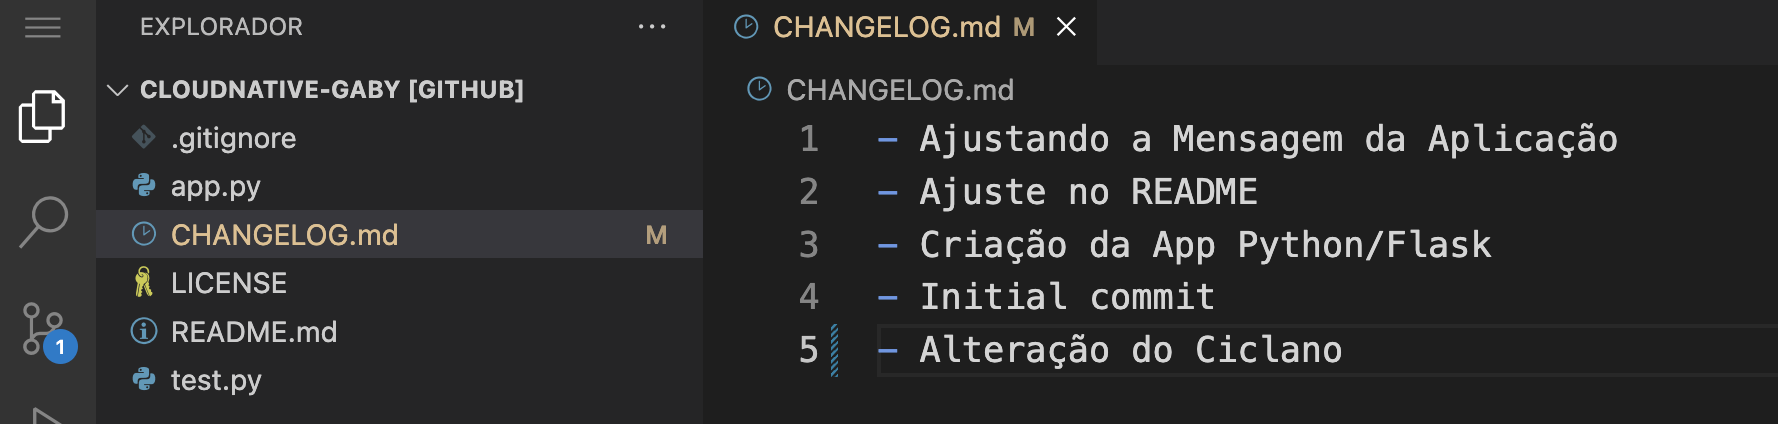 EXPLORADOR
CLOUDNATIVE-GABY [GITHUB]
.gitignore
app.py
CHANGELOG.md M
LICENSE
README.md
test.py
1
CHANGELOG.md M
CHANGELOG.md
1 - Ajustando a Mensagem da Aplicação
2 - Ajuste no README
3 - Criação da App Python/Flask
4 - Initial commit
5 - Alteração do Ciclano